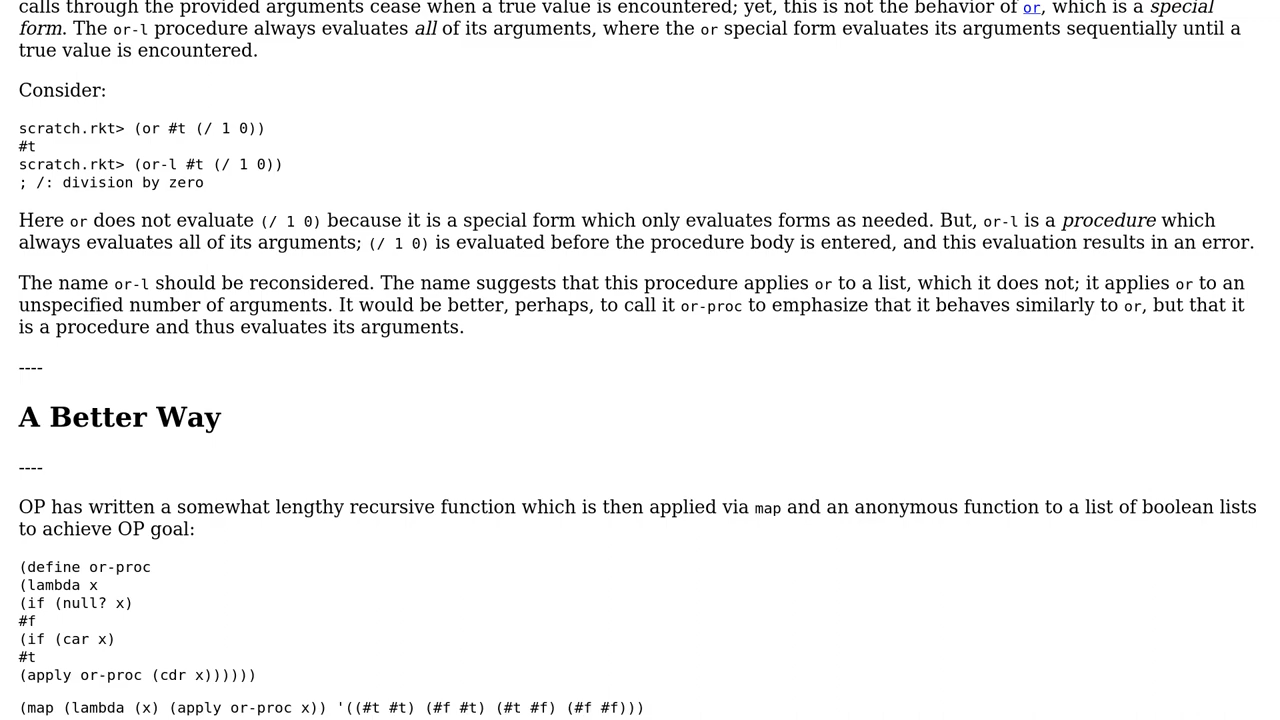 calls through the provided arguments cease when a true value is encountered; yet, this is not the behavior of or, which is a special
form. The or-l procedure always evaluates all of its arguments, where the or special form evaluates its arguments sequentially until a
true value is encountered.
Consider:
scratch.rkt> (or #t (/ 1 0))
#t
scratch.rkt> (or-l #t (/ 1 0))
; /: division by zero
Here or does not evaluate (/ 1 0) because it is a special form which only evaluates forms as needed. But, or-l is a procedure which
always evaluates all of its arguments; (/ 1 0) is evaluated before the procedure body is entered, and this evaluation results in an error.
The name or-l should be reconsidered. The name suggests that this procedure applies or to a list, which it does not; it applies or to an
unspecified number of arguments. It would be better, perhaps, to call it or-proc to emphasize that it behaves similarly to or, but that it
is a procedure and thus evaluates its arguments.
----
A Better Way
----
OP has written a somewhat lengthy recursive function which is then applied via map and an anonymous function to a list of boolean lists
to achieve OP goal:
(define or-proc
(lambda x
(if (null? x)
#f
(if (car x)
#t
(apply or-proc (cdr x))))))
(map (lambda (x) (apply or-proc x)) '((#t #t) (#f #t) (#t #f) (#f #f)))